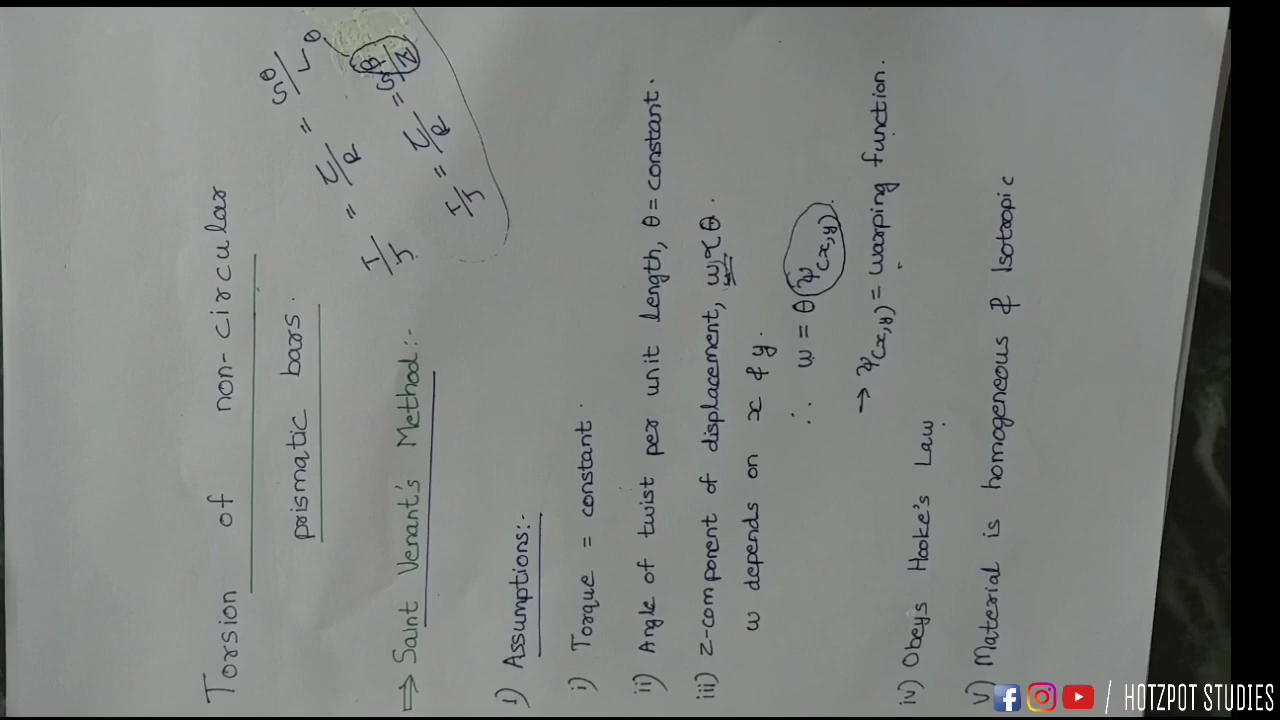 Torsion of non-circular
prismatic bars.
T/J = τ/R = Gθ/L
T/J = τ/R = Gθ/L
θ
⇒ Saint Venant's Method:-
1) Assumptions:-
i) Torque = constant.
ii) Angle of twist per unit length, θ = constant.
iii) z-component of displacement, w ∝ θ.
w depends on x & y.
∴ w = θ ψ(x,y).
→ ψ(x,y) = warping function.
iv) Obey's Hooke's Law
v) Material is homogeneous & Isotropic
/ HOTZPOT STUDIES